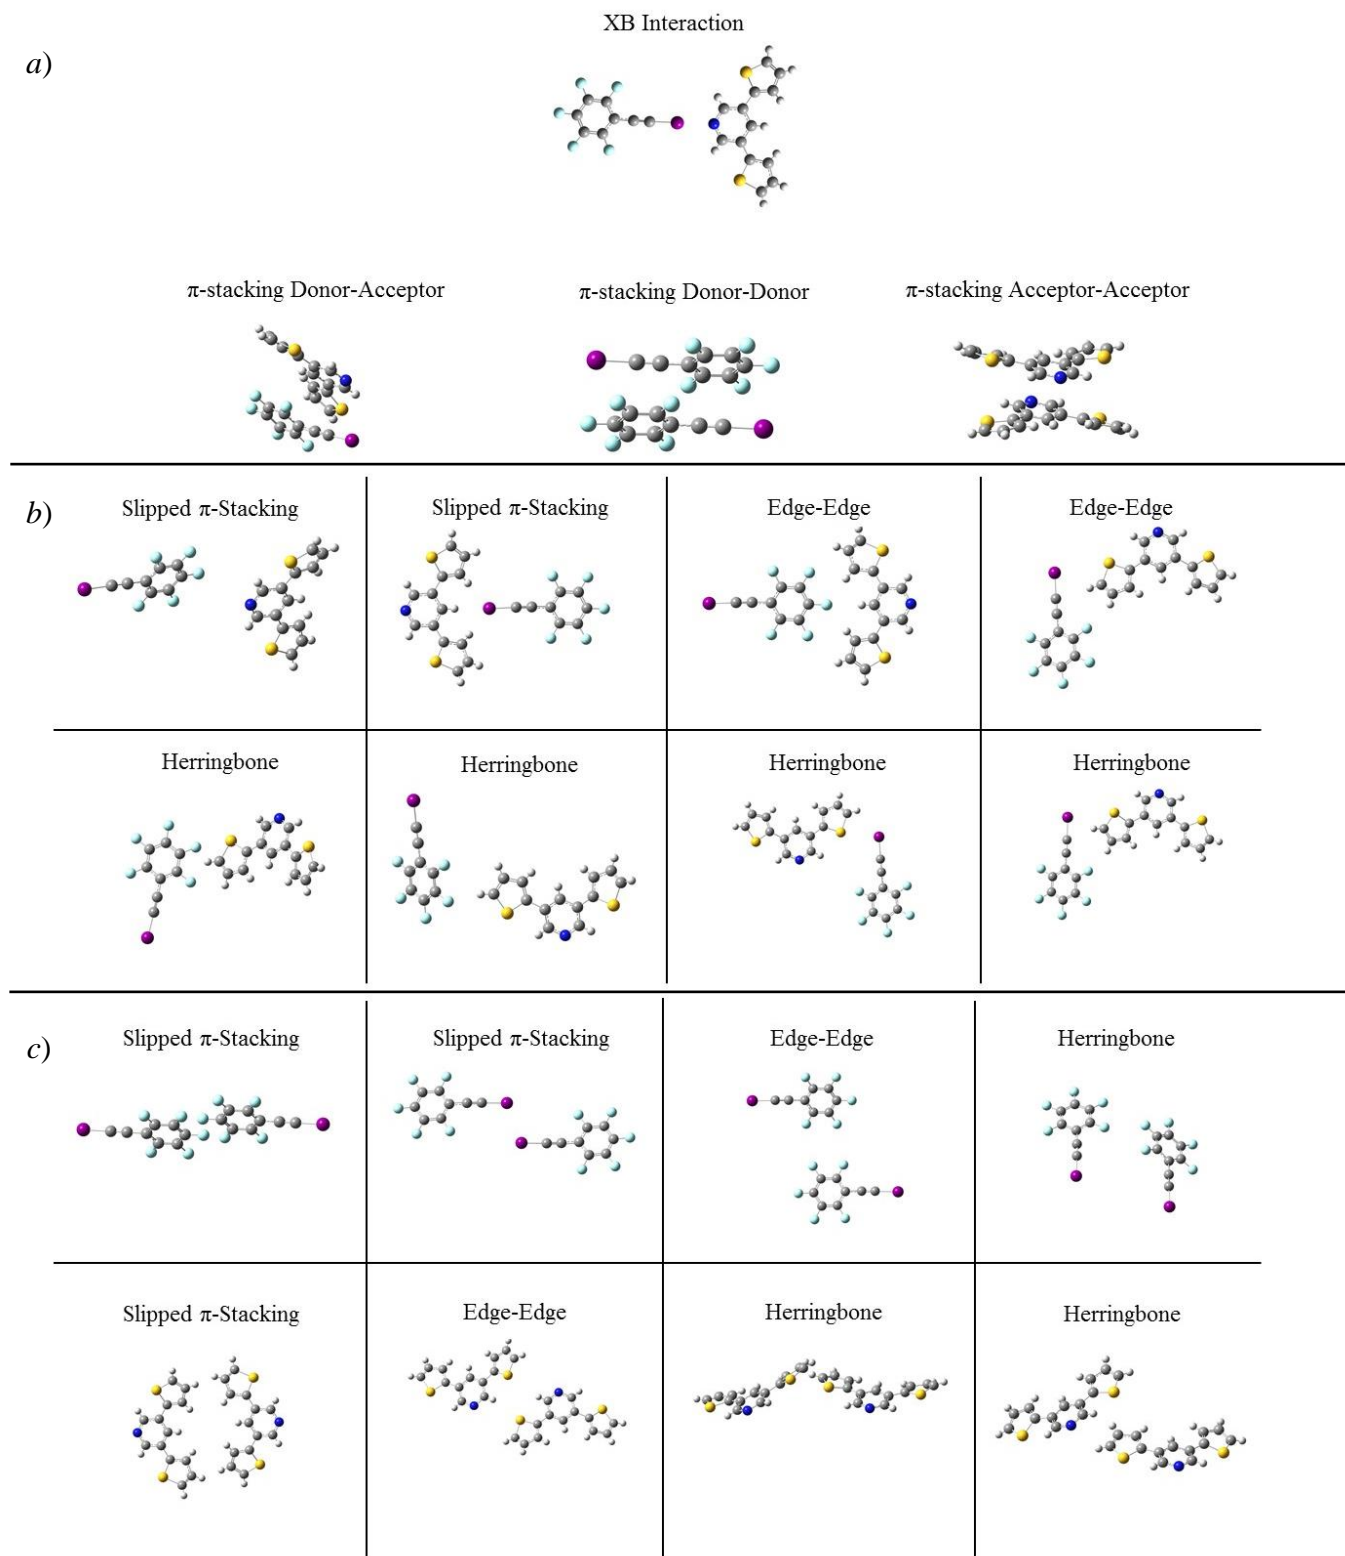 XB Interaction
a)
π-stacking Donor-Acceptor
π-stacking Donor-Donor
π-stacking Acceptor-Acceptor
b)
Slipped π-Stacking
Slipped π-Stacking
Edge-Edge
Edge-Edge
Herringbone
Herringbone
Herringbone
Herringbone
c)
Slipped π-Stacking
Slipped π-Stacking
Edge-Edge
Herringbone
Slipped π-Stacking
Edge-Edge
Herringbone
Herringbone